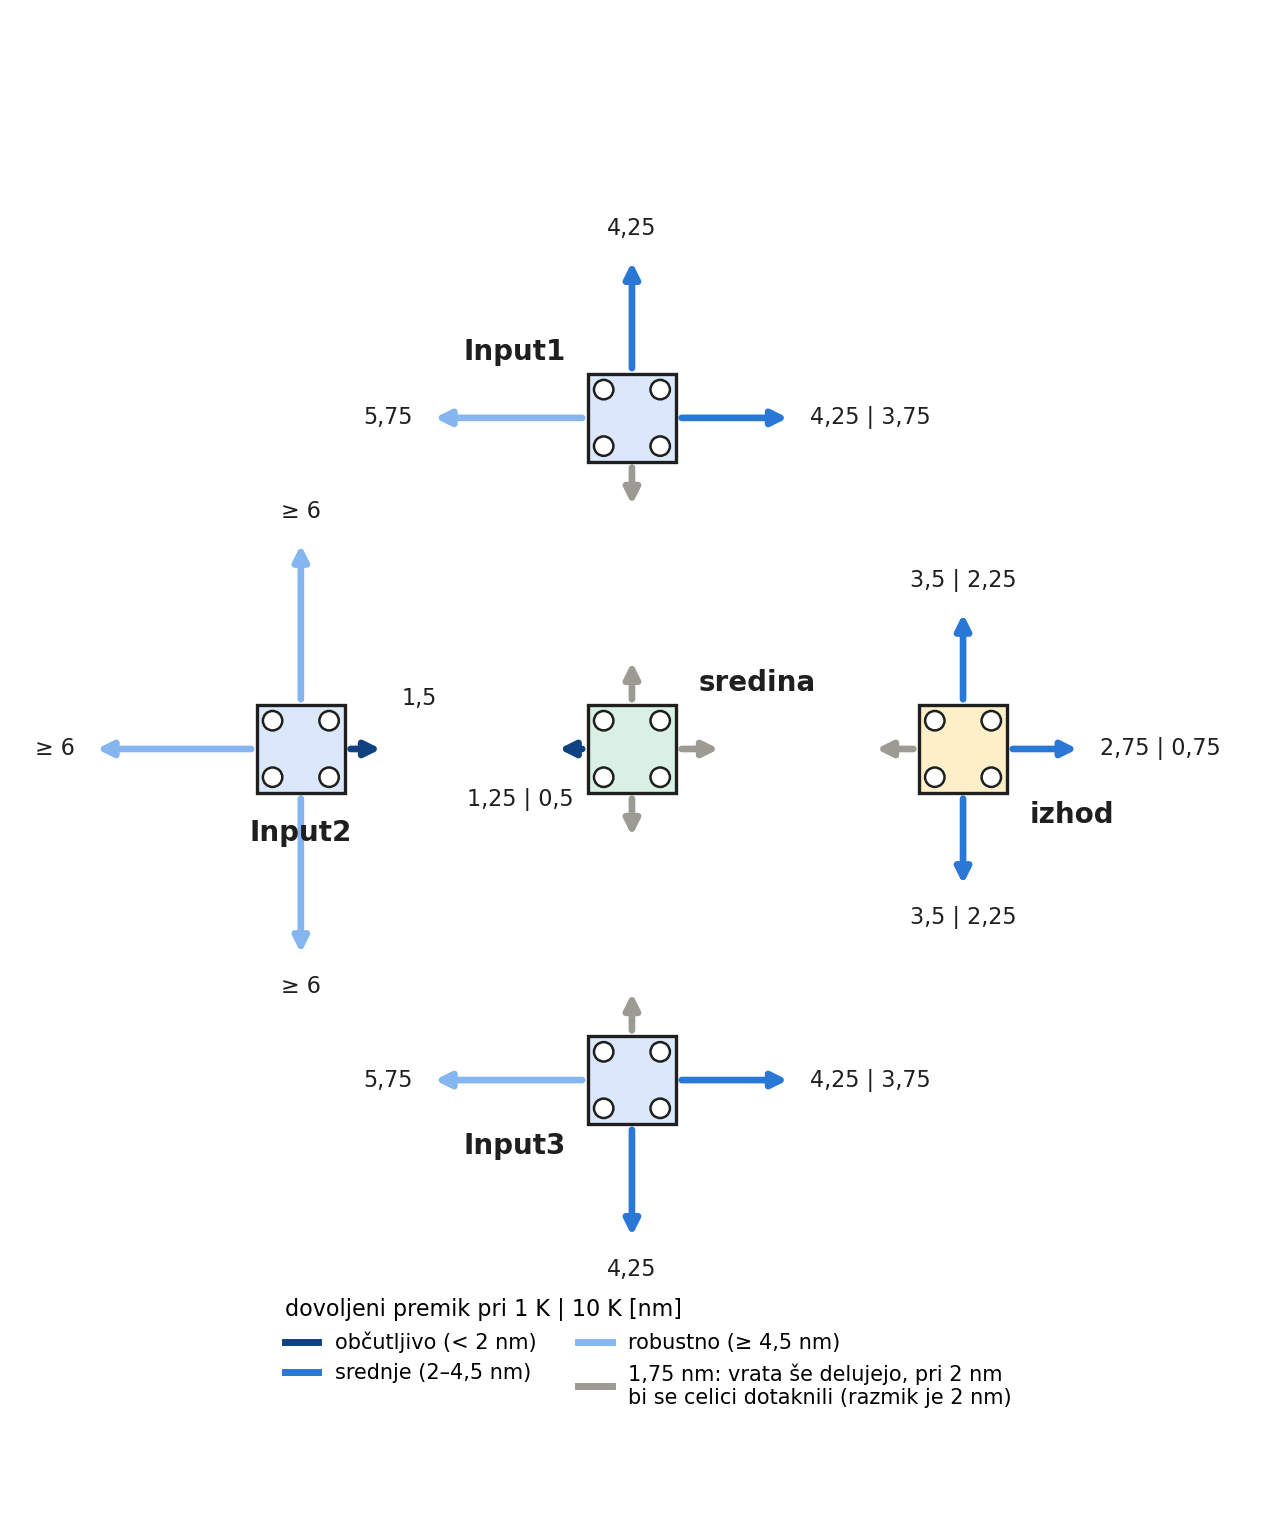 4,25
Input1
5,75
4,25 | 3,75
≥ 6
3,5 | 2,25
1,5
sredina
≥ 6
2,75 | 0,75
1,25 | 0,5
izhod
Input2
3,5 | 2,25
≥ 6
5,75
4,25 | 3,75
Input3
4,25
dovoljeni premik pri 1 K | 10 K [nm]
občutljivo (< 2 nm)
srednje (2–4,5 nm)
robustno (≥ 4,5 nm)
1,75 nm: vrata še delujejo, pri 2 nm
bi se celici dotaknili (razmik je 2 nm)